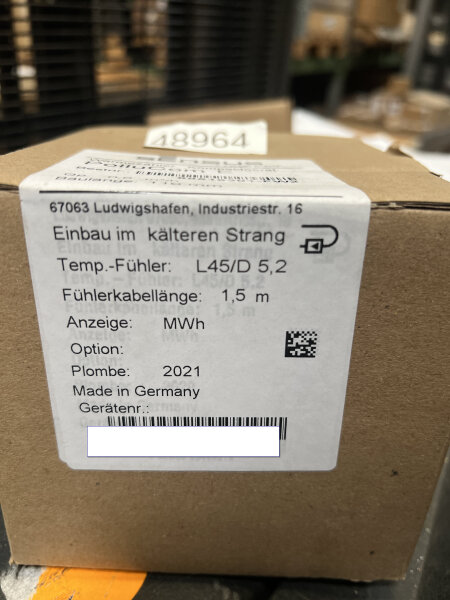 48964
67063 Ludwigshafen, Industriestr. 16
Einbau im kälteren Strang
Temp.-Fühler: L45/D 5,2
Fühlerkabellänge: 1,5 m
Anzeige: MWh
Option:
Plombe: 2021
Made in Germany
Gerätenr.: